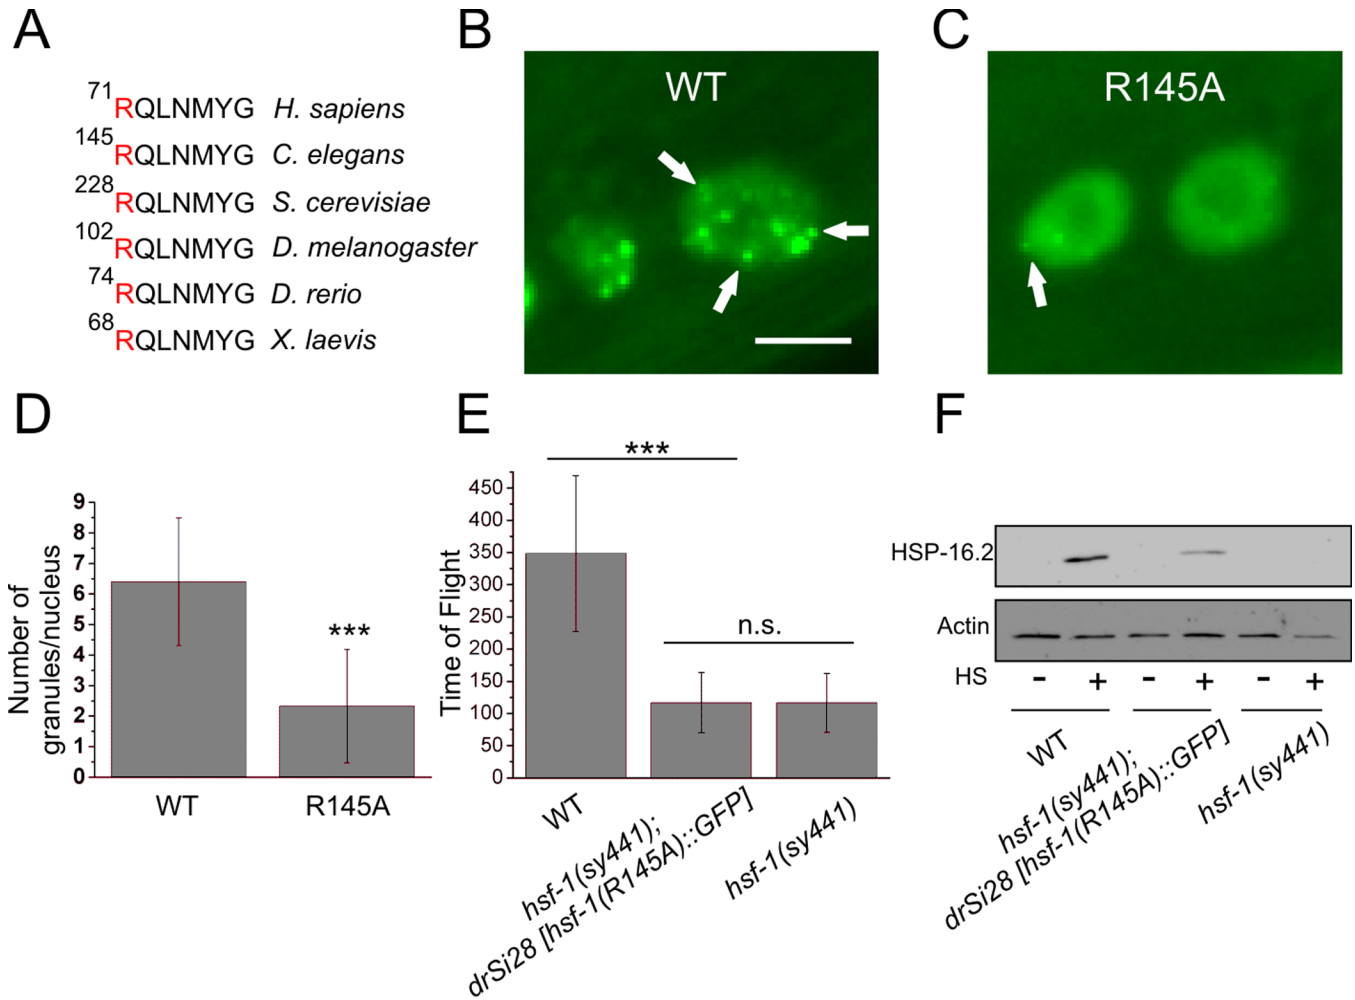 A
71RQLNMYG H. sapiens
145RQLNMYG C. elegans
228RQLNMYG S. cerevisiae
102RQLNMYG D. melanogaster
74RQLNMYG D. rerio
68RQLNMYG X. laevis
B
WT
C
R145A
D
Number of
granules/nucleus
9
8
7
6
5
4
3
2
1
0
***
WT
R145A
E
Time of Flight
450
400
350
300
250
200
150
100
50
0
***
n.s.
WT
hsf-1(sy441);
drSi28 [hsf-1(R145A)::GFP]
hsf-1(sy441)
F
HSP-16.2
Actin
HS - + - + - +
WT
hsf-1(sy441);
drSi28 [hsf-1(R145A)::GFP]
hsf-1(sy441)